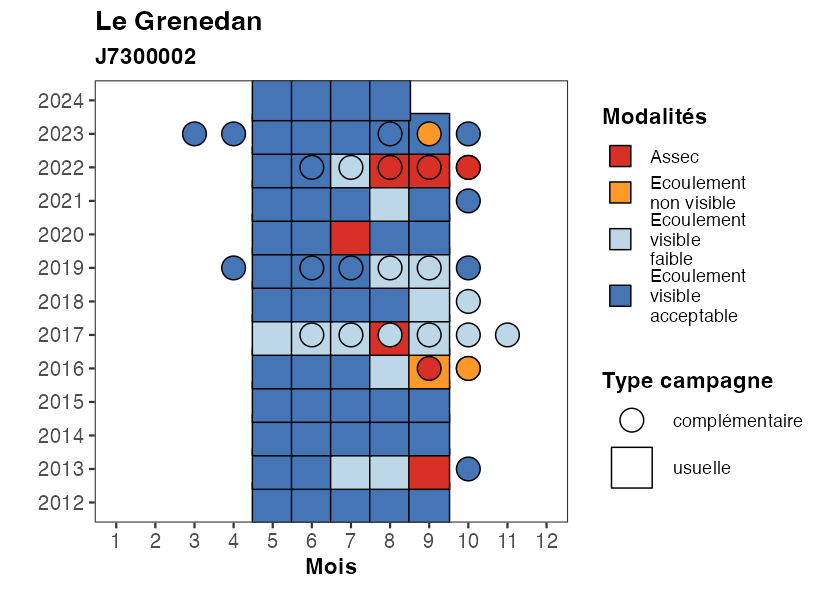 Le Grenedan
J7300002
2024
2023
2022
2021
2020
2019
2018
2017
2016
2015
2014
2013
2012
1 2 3 4 5 6 7 8 9 10 11 12
Mois
Modalités
Assec
Ecoulement
non visible
Ecoulement
visible
faible
Ecoulement
visible
acceptable
Type campagne
complémentaire
usuelle